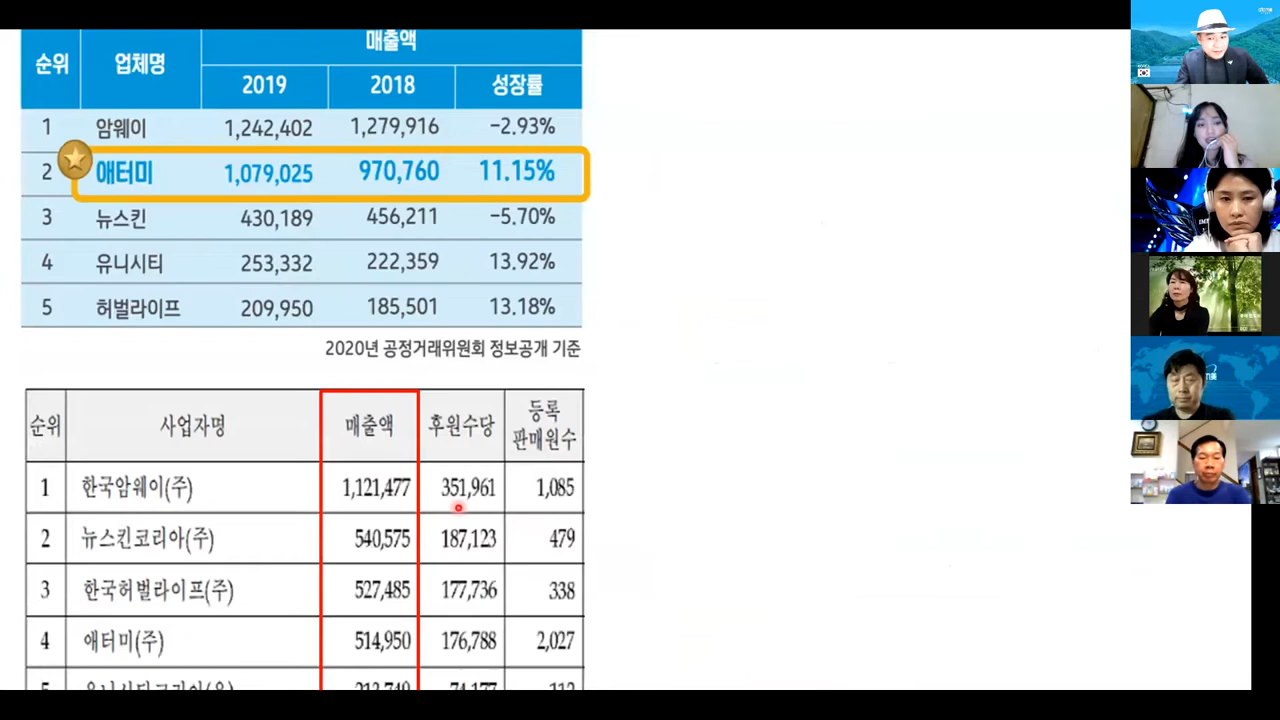 순위 업체명 매출액
2019 2018 성장률
1 암웨이 1,242,402 1,279,916 -2.93%
2 애터미 1,079,025 970,760 11.15%
3 뉴스킨 430,189 456,211 -5.70%
4 유니시티 253,332 222,359 13.92%
5 허벌라이프 209,950 185,501 13.18%
2020년 공정거래위원회 정보공개 기준
순위 사업자명 매출액 후원수당 등록
판매원수
1 한국암웨이(주) 1,121,477 351,961 1,085
2 뉴스킨코리아(주) 540,575 187,123 479
3 한국허벌라이프(주) 527,485 177,736 338
4 애터미(주) 514,950 176,788 2,027